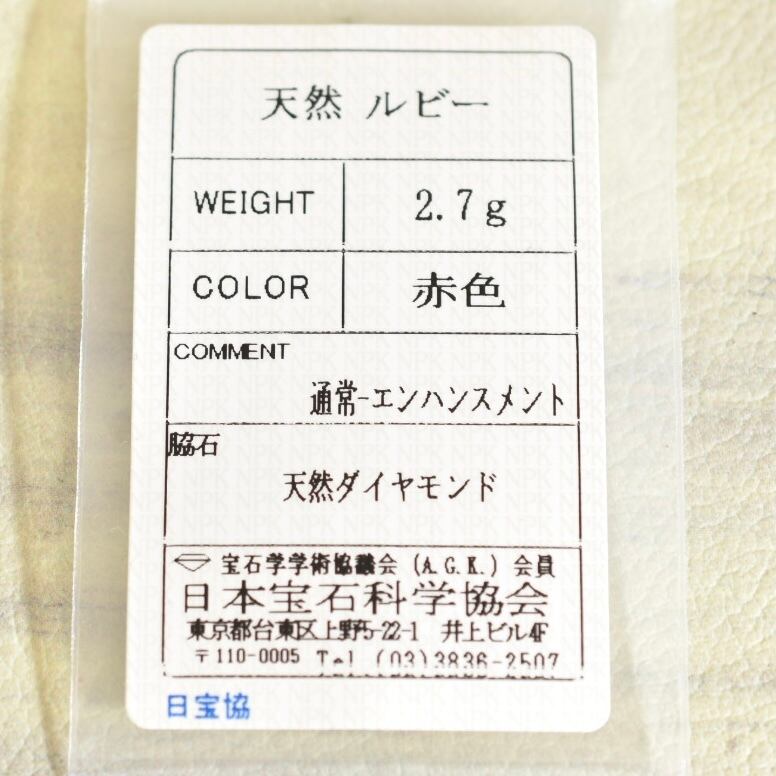 天然 ルビー
WEIGHT 2.7g
COLOR 赤色
COMMENT
通常-エンハンスメント
脇石
天然ダイヤモンド
宝石学学術協議会 (A.G.K.) 会員
日本宝石科学協会
東京都台東区上野5-22-1 井上ビル4F
〒110-0005 Tel (03)3836-2507
日宝協